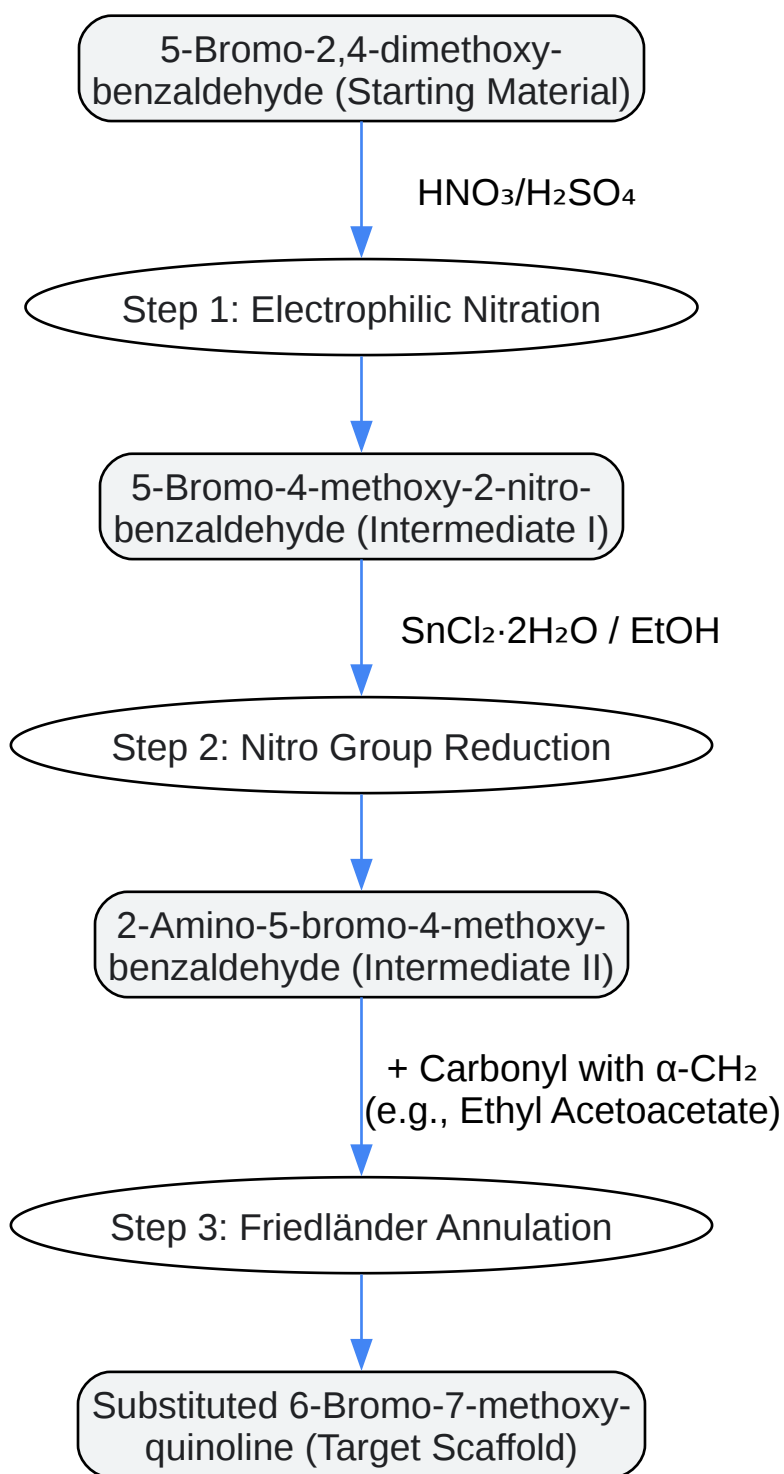 5-Bromo-2,4-dimethoxy-
benzaldehyde (Starting Material)
HNO₃/H₂SO₄
Step 1: Electrophilic Nitration
5-Bromo-4-methoxy-2-nitro-
benzaldehyde (Intermediate I)
SnCl₂·2H₂O / EtOH
Step 2: Nitro Group Reduction
2-Amino-5-bromo-4-methoxy-
benzaldehyde (Intermediate II)
+ Carbonyl with α-CH₂
(e.g., Ethyl Acetoacetate)
Step 3: Friedländer Annulation
Substituted 6-Bromo-7-methoxy-
quinoline (Target Scaffold)